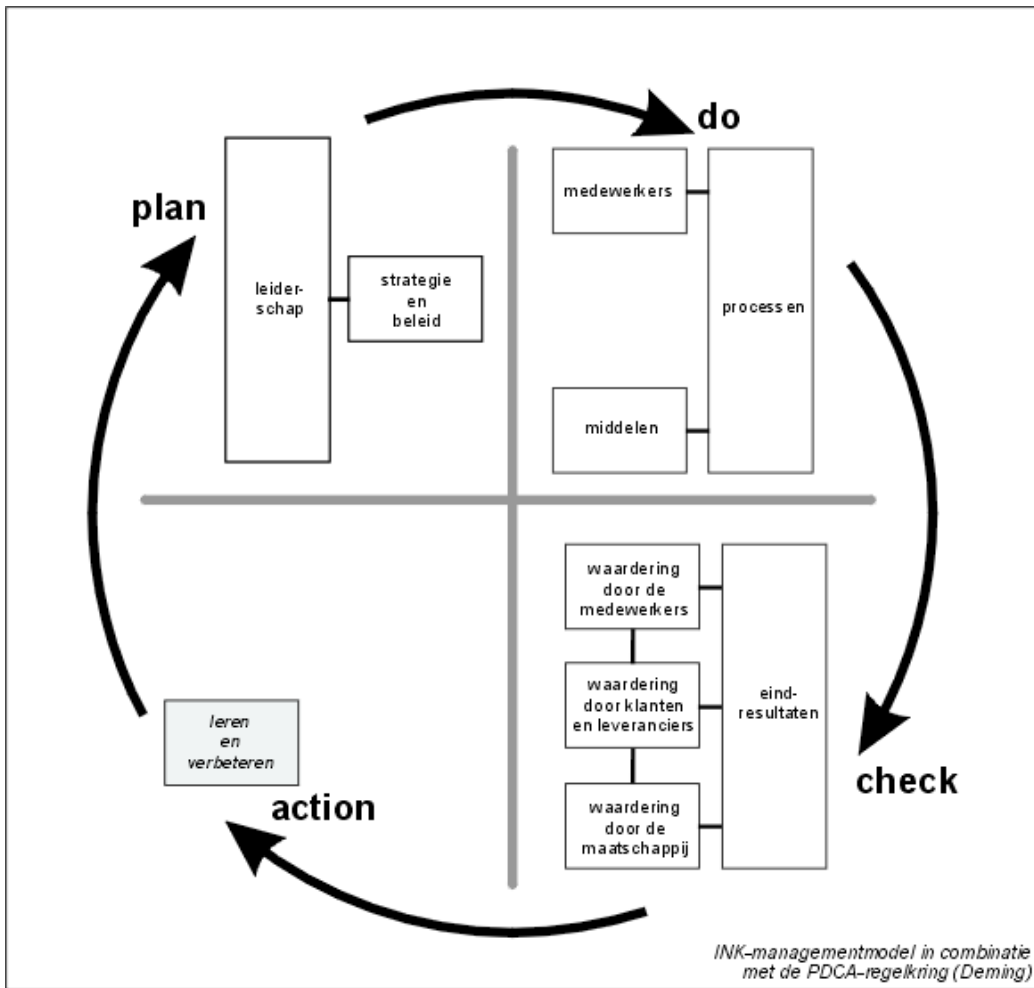 plan
leider-
schap
strategie
en
beleid
do
medewerkers
middelen
processen
waardering
door de
medewerkers
waardering
door klanten
en leveranciers
waardering
door de
maatschappij
eind-
resultaten
check
leren
en
verbeteren
action
INK-managementmodel in combinatie
met de PDCA-regelkring (Deming)